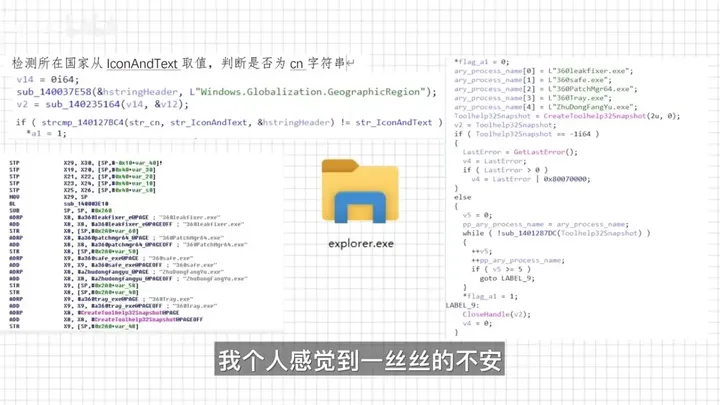 检测所在国家从 IconAndText 取值，判断是否为 cn 字符串
v14 = 0i64;
sub_140037E58(&hstringHeader, L"Windows.Globalization.GeographicRegion");
v2 = sub_140235164(v14, &v12);
if ( strcmp_140127BC4(str_cn, str_IconAndText, &hstringHeader) != str_IconAndText )
*a1 = 1;
STP X29, X30, [SP,#-0x10+var_40]!
STP X19, X20, [SP,#0x40+var_30]
STP X21, X22, [SP,#0x40+var_20]
STP X23, X24, [SP,#0x40+var_10]
STP X25, X26, [SP,#0x40+var_s0]
MOV X29, SP
BL sub_140002E10
SUB SP, SP, #0x260
ADRP X8, #a360leakfixer_e@PAGE ; "360leakfixer.exe"
ADD X8, X8, #a360leakfixer_e@PAGEOFF ; "360leakfixer.exe"
STR X8, [SP,#0x260+var_60]
ADRP X8, #a360patchmgr64_@PAGE ; "360PatchMgr64.exe"
ADD X8, X8, #a360patchmgr64_@PAGEOFF ; "360PatchMgr64.exe"
STR X8, [SP,#0x260+var_50]
ADRP X9, #a360safe_exe@PAGE ; "360safe.exe"
ADD X9, X9, #a360safe_exe@PAGEOFF ; "360safe.exe"
ADRP X8, #aZhudongfangyu_@PAGE ; "ZhuDongFangYu.exe"
ADD X8, X8, #aZhudongfangyu_@PAGEOFF ; "ZhuDongFangYu.exe"
STR X9, [SP,#0x260+var_58]
STR X8, [SP,#0x260+var_40]
ADRP X9, #a360tray_exe@PAGE ; "360Tray.exe"
ADD X9, X9, #a360tray_exe@PAGEOFF ; "360Tray.exe"
ADRP X8, #CreateToolhelp32Snapshot@PAGE
ADD X8, X8, #CreateToolhelp32Snapshot@PAGEOFF
STR X9, [SP,#0x260+var_48]
explorer.exe
*flag_a1 = 0;
ary_process_name[0] = L"360leakfixer.exe";
ary_process_name[1] = L"360safe.exe";
ary_process_name[2] = L"360PatchMgr64.exe";
ary_process_name[3] = L"360Tray.exe";
ary_process_name[4] = L"ZhuDongFangYu.exe";
Toolhelp32Snapshot = CreateToolhelp32Snapshot(2u, 0);
v2 = Toolhelp32Snapshot;
if ( Toolhelp32Snapshot == -1i64 )
{
LastError = GetLastError();
v4 = LastError;
if ( LastError > 0 )
v4 = LastError | 0x80070000;
}
else
{
v5 = 0;
pp_ary_process_name = ary_process_name;
while ( !sub_1401287DC(Toolhelp32Snapshot) )
{
++v5;
++pp_ary_process_name;
if ( v5 >= 5 )
goto LABEL_9;
}
*flag_a1 = 1;
LABEL_9:
CloseHandle(v2);
v4 = 0;
}
我个人感觉到一丝丝的不安